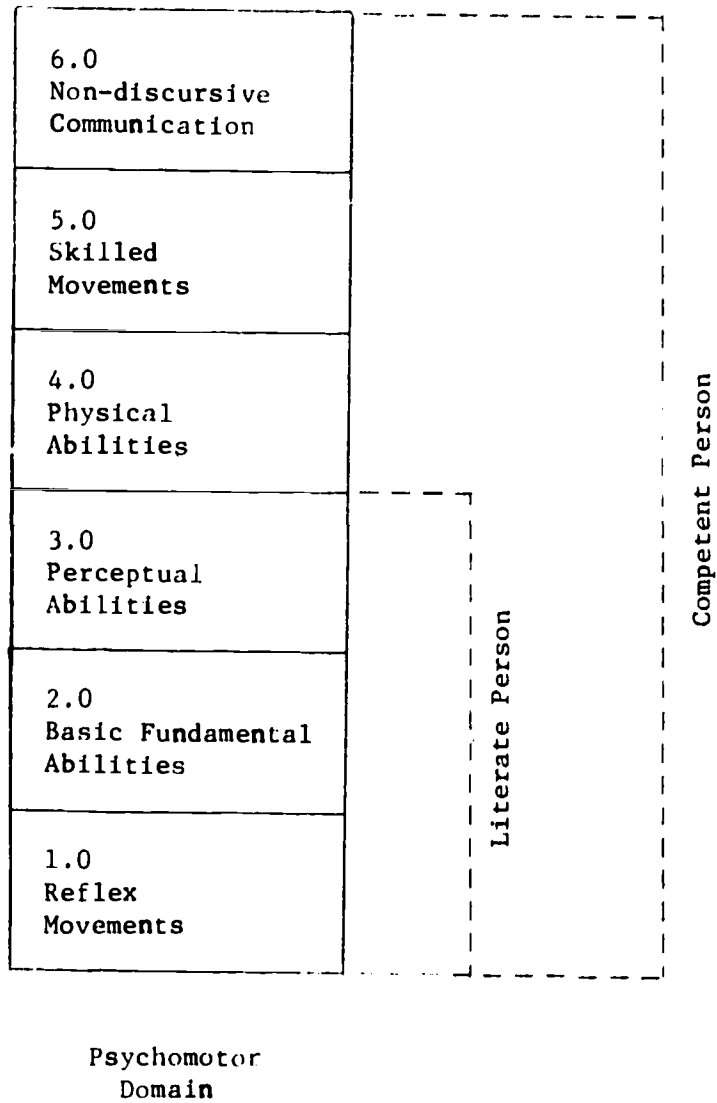 6.0
Non-discursive
Communication
5.0
Skilled
Movements
4.0
Physical
Abilities
3.0
Perceptual
Abilities
2.0
Basic Fundamental
Abilities
1.0
Reflex
Movements
Literate Person
Competent Person
Psychomotor
Domain